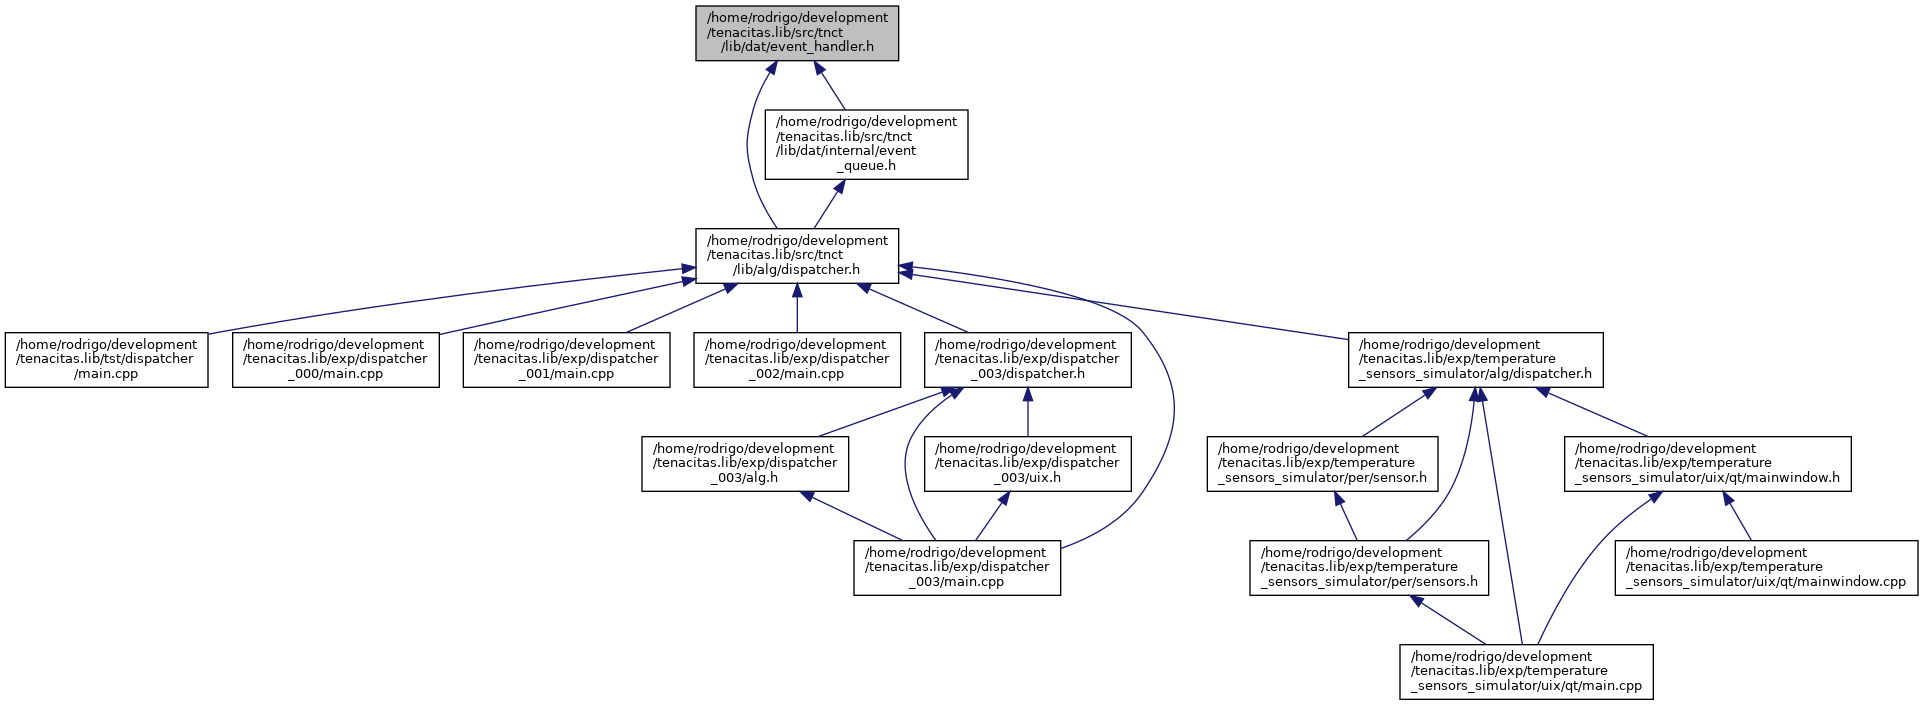 /home/rodrigo/development
/tenacitas.lib/src/tnct
/lib/dat/event_handler.h
/home/rodrigo/development
/tenacitas.lib/src/tnct
/lib/dat/internal/event
_queue.h
/home/rodrigo/development
/tenacitas.lib/src/tnct
/lib/alg/dispatcher.h
/home/rodrigo/development
/tenacitas.lib/tst/dispatcher
/main.cpp
/home/rodrigo/development
/tenacitas.lib/exp/dispatcher
_000/main.cpp
/home/rodrigo/development
/tenacitas.lib/exp/dispatcher
_001/main.cpp
/home/rodrigo/development
/tenacitas.lib/exp/dispatcher
_002/main.cpp
/home/rodrigo/development
/tenacitas.lib/exp/dispatcher
_003/dispatcher.h
/home/rodrigo/development
/tenacitas.lib/exp/temperature
_sensors_simulator/alg/dispatcher.h
/home/rodrigo/development
/tenacitas.lib/exp/dispatcher
_003/alg.h
/home/rodrigo/development
/tenacitas.lib/exp/dispatcher
_003/uix.h
/home/rodrigo/development
/tenacitas.lib/exp/temperature
_sensors_simulator/per/sensor.h
/home/rodrigo/development
/tenacitas.lib/exp/temperature
_sensors_simulator/uix/qt/mainwindow.h
/home/rodrigo/development
/tenacitas.lib/exp/dispatcher
_003/main.cpp
/home/rodrigo/development
/tenacitas.lib/exp/temperature
_sensors_simulator/per/sensors.h
/home/rodrigo/development
/tenacitas.lib/exp/temperature
_sensors_simulator/uix/qt/mainwindow.cpp
/home/rodrigo/development
/tenacitas.lib/exp/temperature
_sensors_simulator/uix/qt/main.cpp